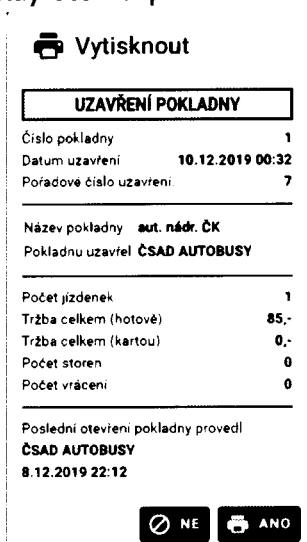 Vytisknout
UZAVŘENÍ POKLADNY
Číslo pokladny 1
Datum uzavření 10.12.2019 00:32
Pořadové číslo uzavření 7
Název pokladny aut. nádr. ČK
Pokladnu uzavřel ČSAD AUTOBUSY
Počet jízdenek 1
Tržba celkem (hotově) 85,-
Tržba celkem (kartou) 0,-
Počet storen 0
Počet vrácení 0
Poslední otevření pokladny provedl
ČSAD AUTOBUSY
8.12.2019 22:12
NE ANO